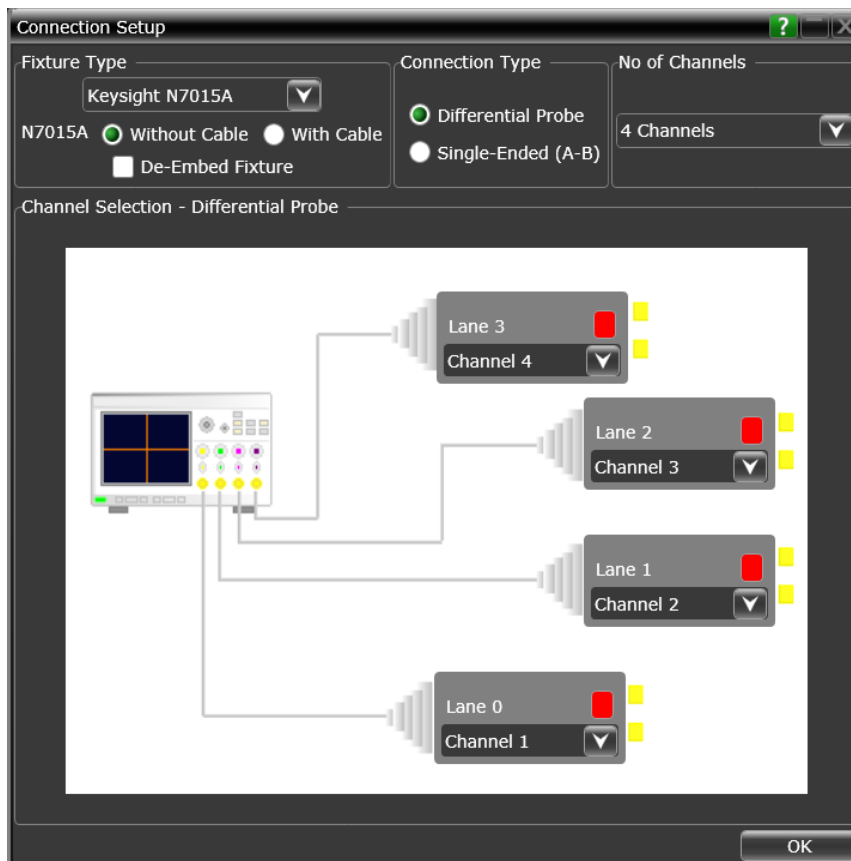 Connection Setup
?
Fixture Type
Keysight N7015A
N7015A Without Cable With Cable
De-Embed Fixture
Connection Type
Differential Probe
Single-Ended (A-B)
No of Channels
4 Channels
Channel Selection - Differential Probe
Lane 3
Channel 4
Lane 2
Channel 3
Lane 1
Channel 2
Lane 0
Channel 1
OK